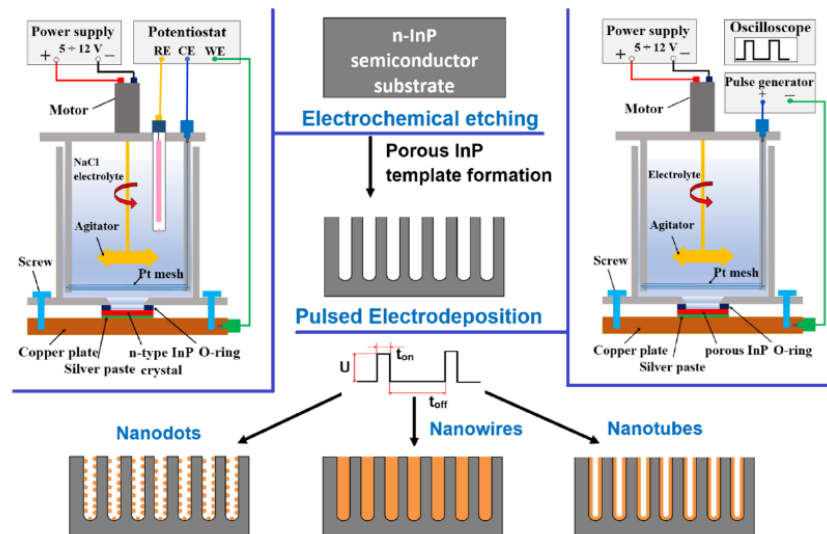 Power supply
5 ÷ 12 V
+
–
Potentiostat
RE CE WE
Motor
NaCl
electrolyte
Agitator
Pt mesh
Screw
Copper plate
Silver paste
n-type InP
crystal
O-ring
n-InP
semiconductor
substrate
Electrochemical etching
Porous InP
template formation
Pulsed Electrodeposition
U
ton
toff
Power supply
5 ÷ 12 V
+
–
Oscilloscope
Pulse generator
+
–
Motor
Electrolyte
Agitator
Pt mesh
Screw
Copper plate
Silver paste
porous InP
O-ring
Nanodots
Nanowires
Nanotubes